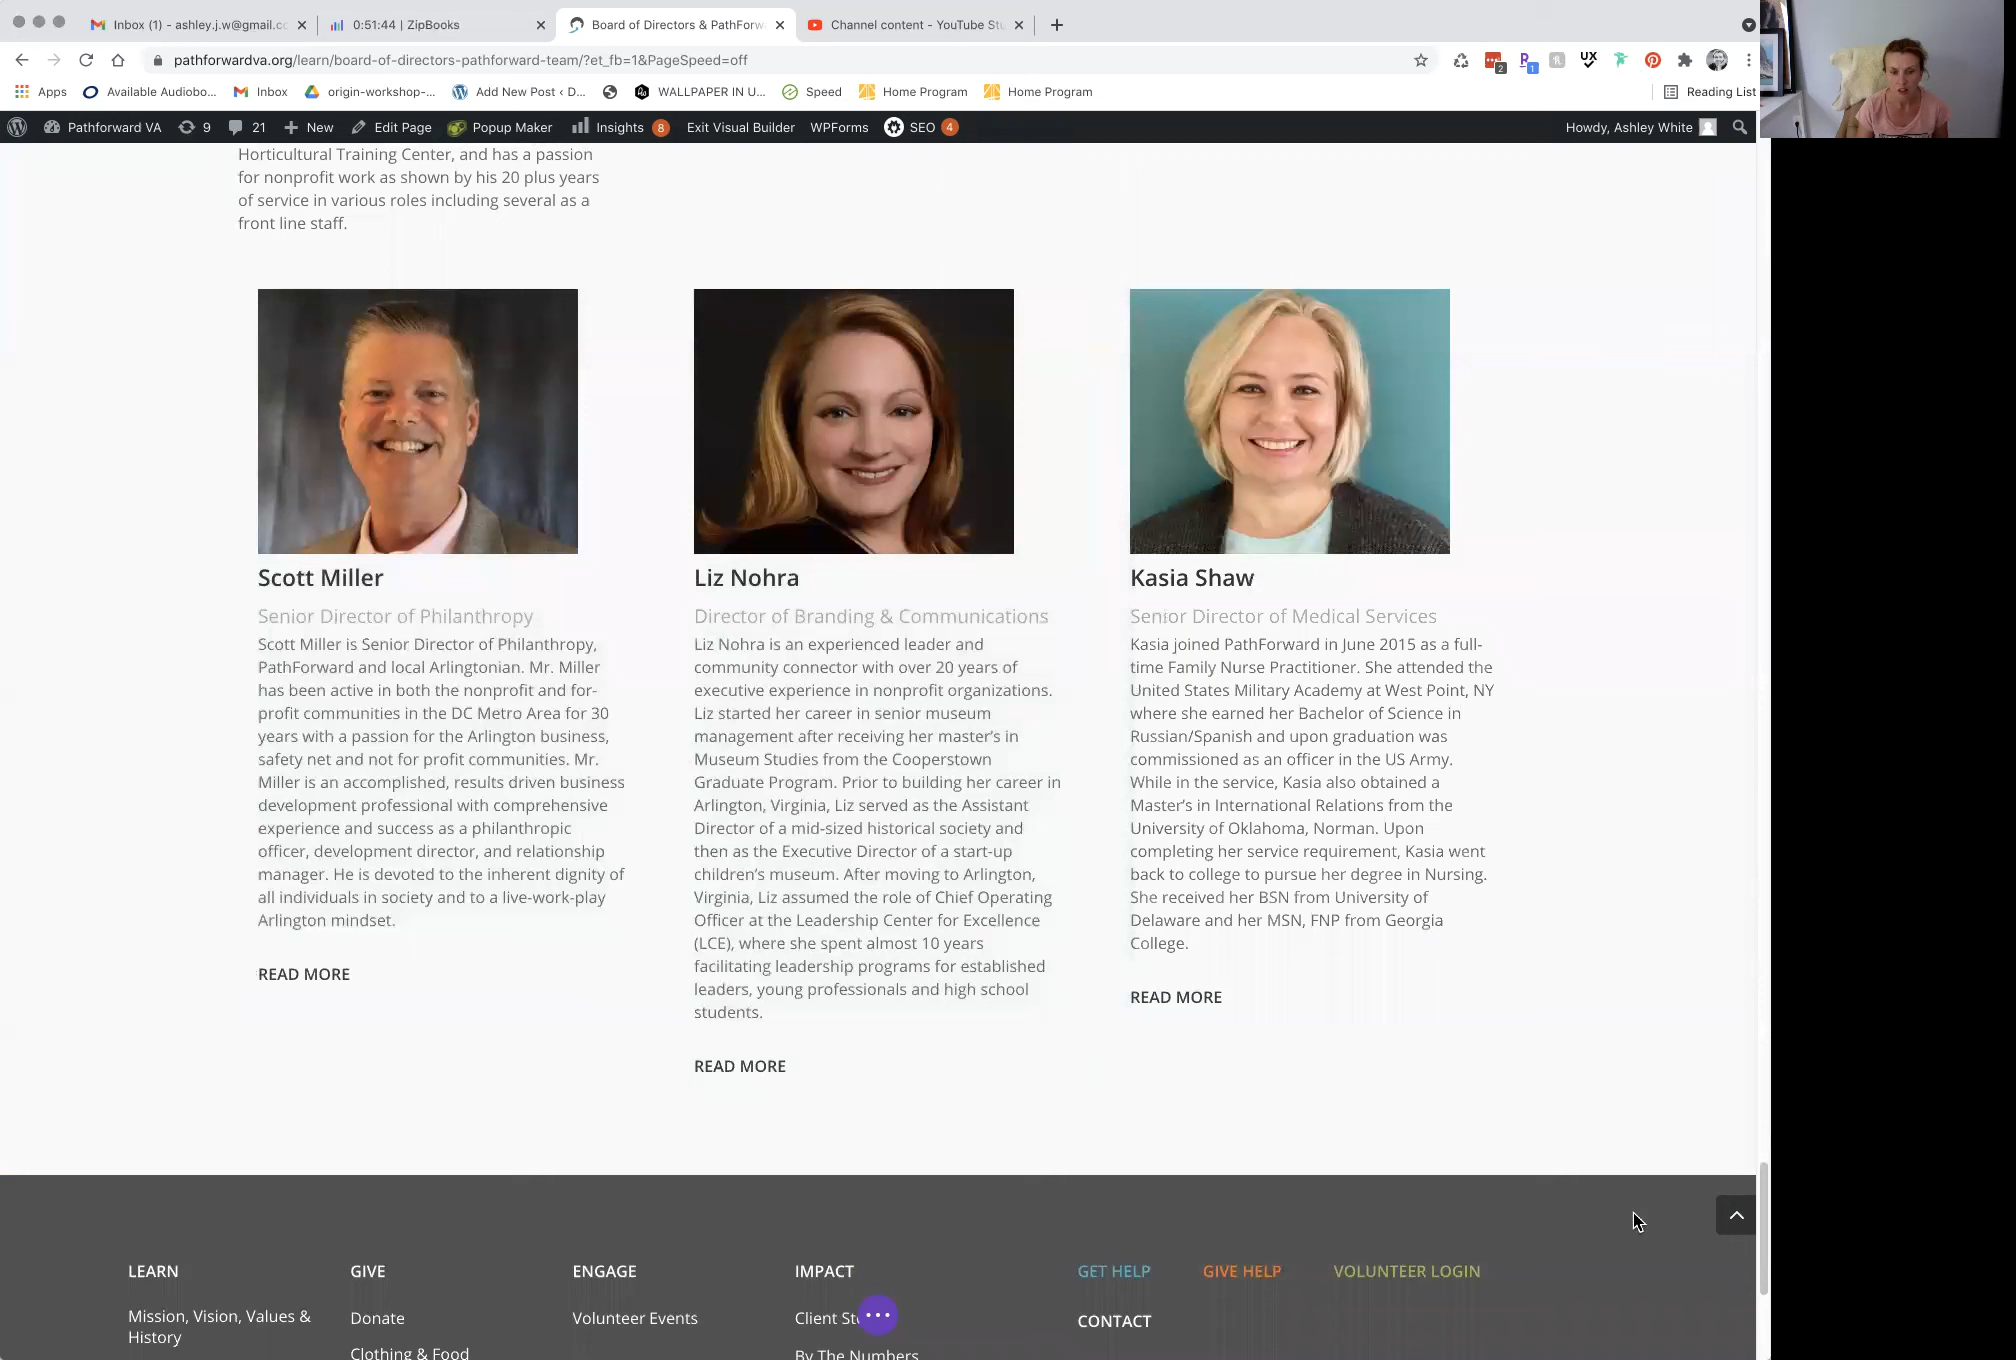 Inbox (1) - ashley.j.w@gmail.co
0:51:44 | ZipBooks
Board of Directors & PathForw
Channel content - YouTube Stu
pathforwardva.org/learn/board-of-directors-pathforward-team/?et_fb=1&PageSpeed=off
2
1
UX
Apps
Available Audiobo...
Inbox
origin-workshop-...
Add New Post ‹ D...
WALLPAPER IN U...
Speed
Home Program
Home Program
Reading List
Pathforward VA
9
21
New
Edit Page
Popup Maker
Insights 8
Exit Visual Builder
WPForms
SEO 4
Howdy, Ashley White
Horticultural Training Center, and has a passion
for nonprofit work as shown by his 20 plus years
of service in various roles including several as a
front line staff.
Scott Miller
Senior Director of Philanthropy
Scott Miller is Senior Director of Philanthropy,
PathForward and local Arlingtonian. Mr. Miller
has been active in both the nonprofit and for-
profit communities in the DC Metro Area for 30
years with a passion for the Arlington business,
safety net and not for profit communities. Mr.
Miller is an accomplished, results driven business
development professional with comprehensive
experience and success as a philanthropic
officer, development director, and relationship
manager. He is devoted to the inherent dignity of
all individuals in society and to a live-work-play
Arlington mindset.
READ MORE
Liz Nohra
Director of Branding & Communications
Liz Nohra is an experienced leader and
community connector with over 20 years of
executive experience in nonprofit organizations.
Liz started her career in senior museum
management after receiving her master's in
Museum Studies from the Cooperstown
Graduate Program. Prior to building her career in
Arlington, Virginia, Liz served as the Assistant
Director of a mid-sized historical society and
then as the Executive Director of a start-up
children's museum. After moving to Arlington,
Virginia, Liz assumed the role of Chief Operating
Officer at the Leadership Center for Excellence
(LCE), where she spent almost 10 years
facilitating leadership programs for established
leaders, young professionals and high school
students.
READ MORE
Kasia Shaw
Senior Director of Medical Services
Kasia joined PathForward in June 2015 as a full-
time Family Nurse Practitioner. She attended the
United States Military Academy at West Point, NY
where she earned her Bachelor of Science in
Russian/Spanish and upon graduation was
commissioned as an officer in the US Army.
While in the service, Kasia also obtained a
Master's in International Relations from the
University of Oklahoma, Norman. Upon
completing her service requirement, Kasia went
back to college to pursue her degree in Nursing.
She received her BSN from University of
Delaware and her MSN, FNP from Georgia
College.
READ MORE
LEARN
Mission, Vision, Values &
History
GIVE
Donate
Clothing & Food
ENGAGE
Volunteer Events
IMPACT
Client St
By The Numbers
GET HELP
GIVE HELP
VOLUNTEER LOGIN
CONTACT